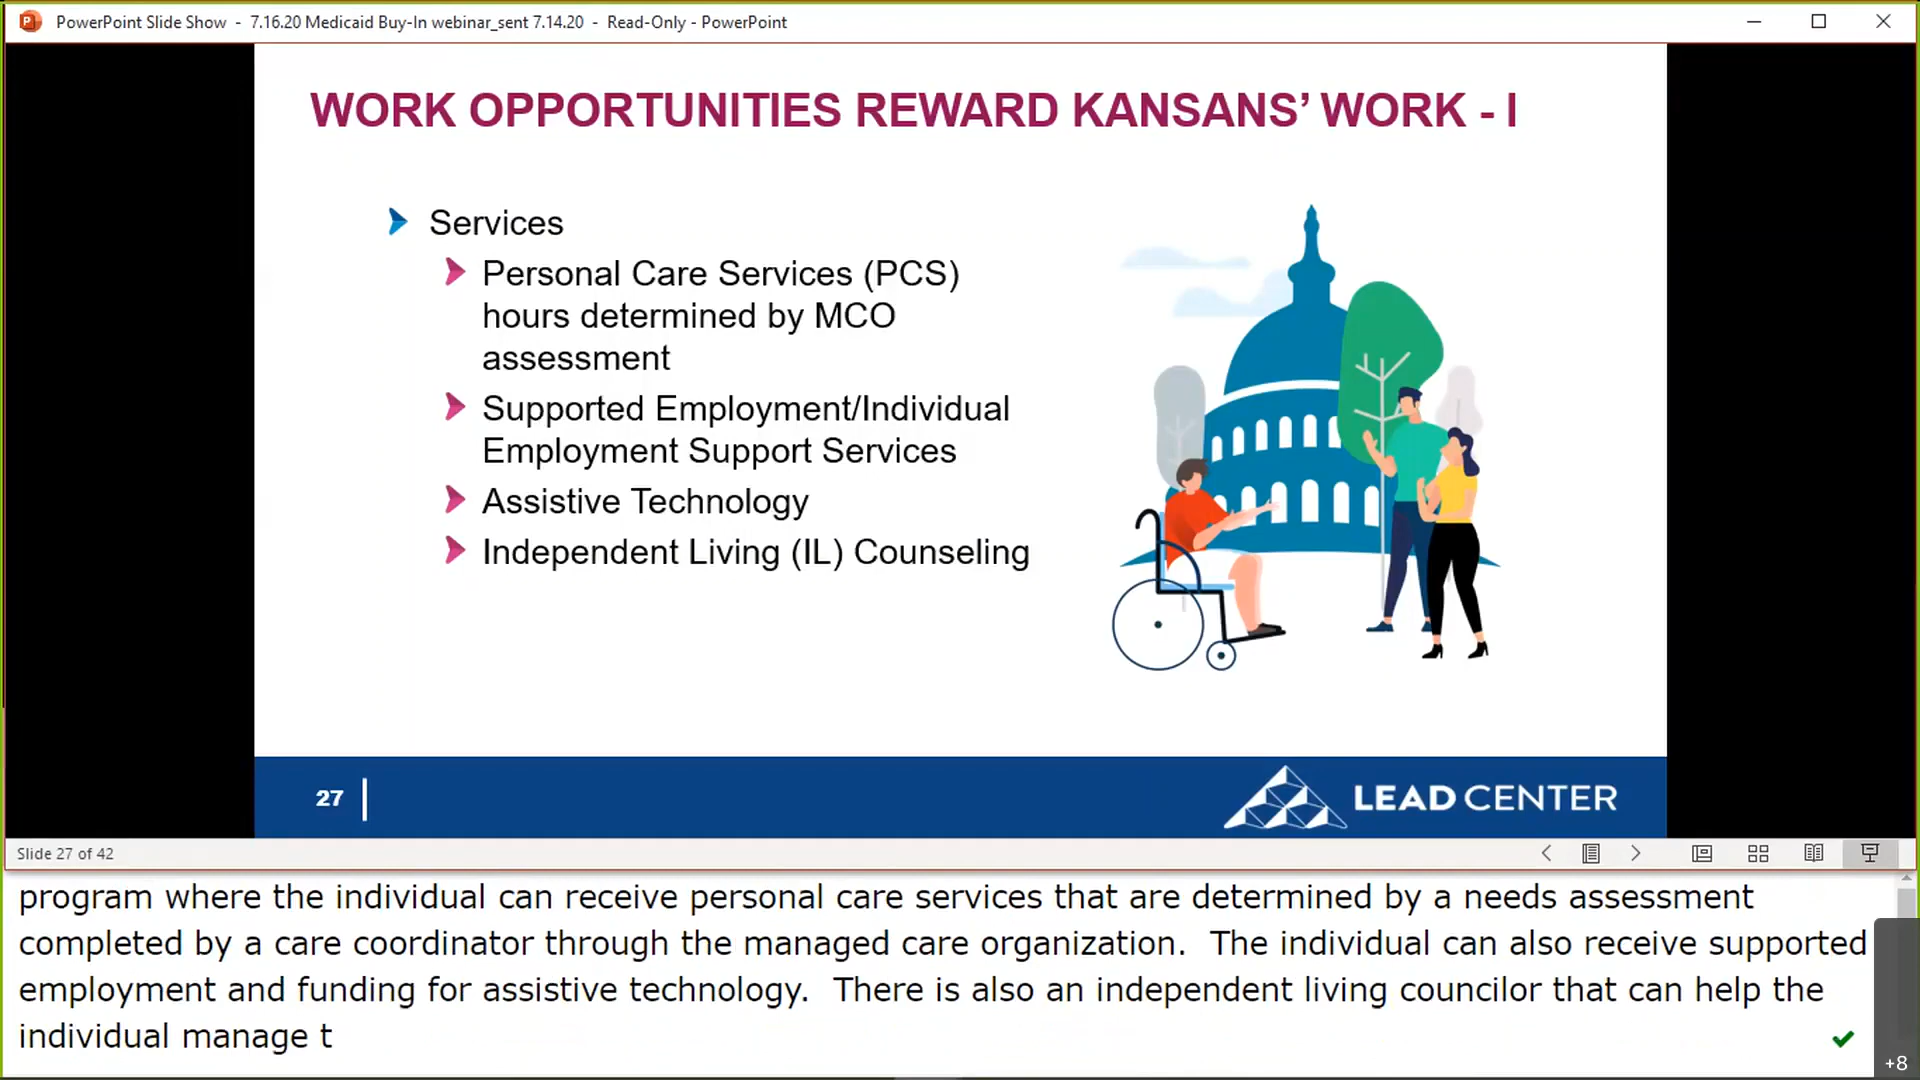 PowerPoint Slide Show - 7.16.20 Medicaid Buy-In webinar_sent 7.14.20 - Read-Only - PowerPoint
WORK OPPORTUNITIES REWARD KANSANS’ WORK - I
Services
Personal Care Services (PCS)
hours determined by MCO
assessment
Supported Employment/Individual
Employment Support Services
Assistive Technology
Independent Living (IL) Counseling
27
LEAD CENTER
Slide 27 of 42
program where the individual can receive personal care services that are determined by a needs assessment
completed by a care coordinator through the managed care organization.  The individual can also receive supported
employment and funding for assistive technology.  There is also an independent living councilor that can help the
individual manage t
+8